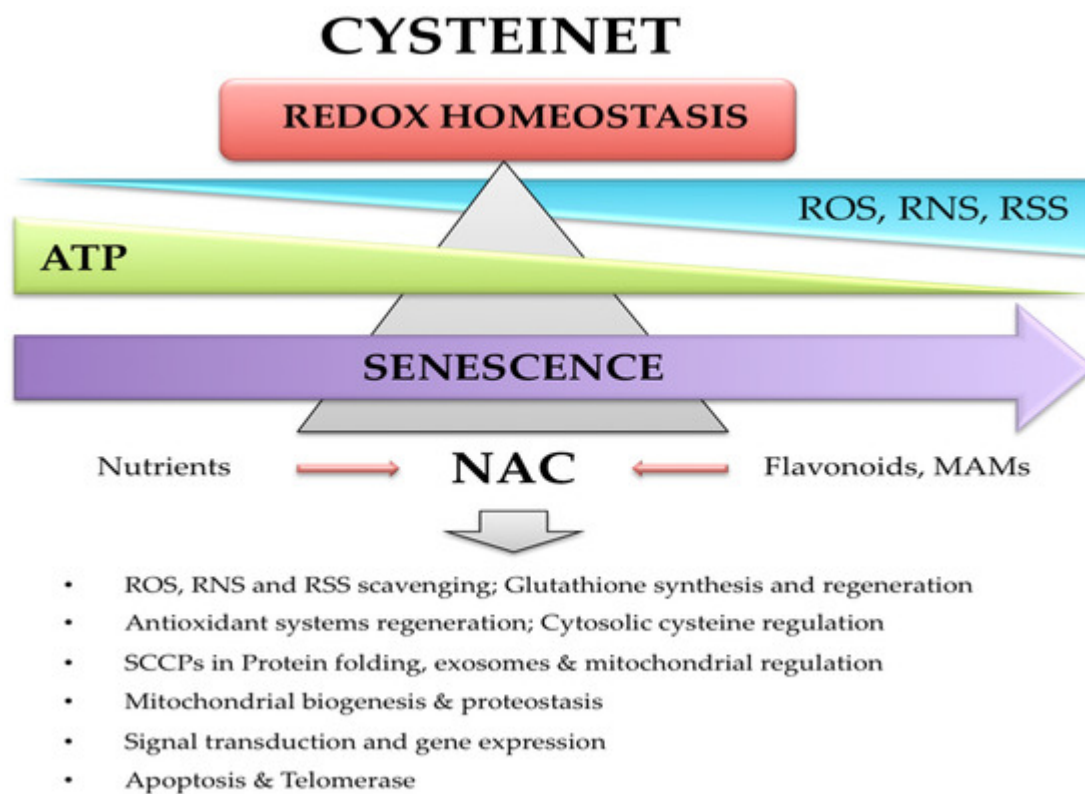 CYSTEINET
REDOX HOMEOSTASIS
ROS, RNS, RSS
ATP
SENESCENCE
Nutrients NAC Flavonoids, MAMs
• ROS, RNS and RSS scavenging; Glutathione synthesis and regeneration
• Antioxidant systems regeneration; Cytosolic cysteine regulation
• SCCPs in Protein folding, exosomes & mitochondrial regulation
• Mitochondrial biogenesis & proteostasis
• Signal transduction and gene expression
• Apoptosis & Telomerase